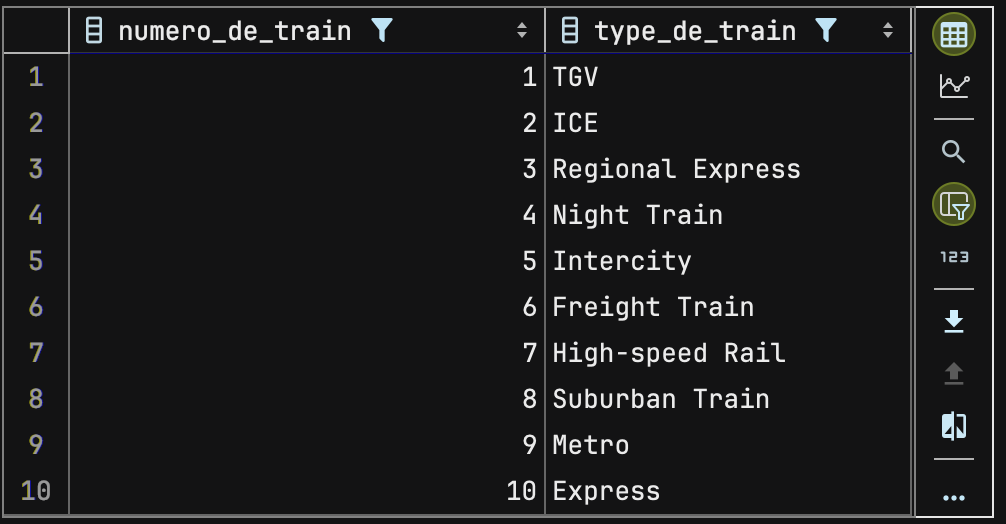 numero_de_train type_de_train
1 1 TGV
2 2 ICE
3 3 Regional Express
4 4 Night Train
5 5 Intercity
6 6 Freight Train
7 7 High-speed Rail
8 8 Suburban Train
9 9 Metro
10 10 Express
123